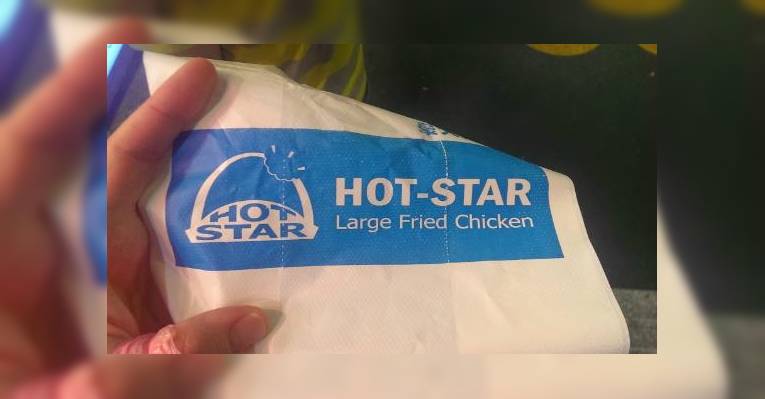 HOT
STAR
HOT-STAR
Large Fried Chicken